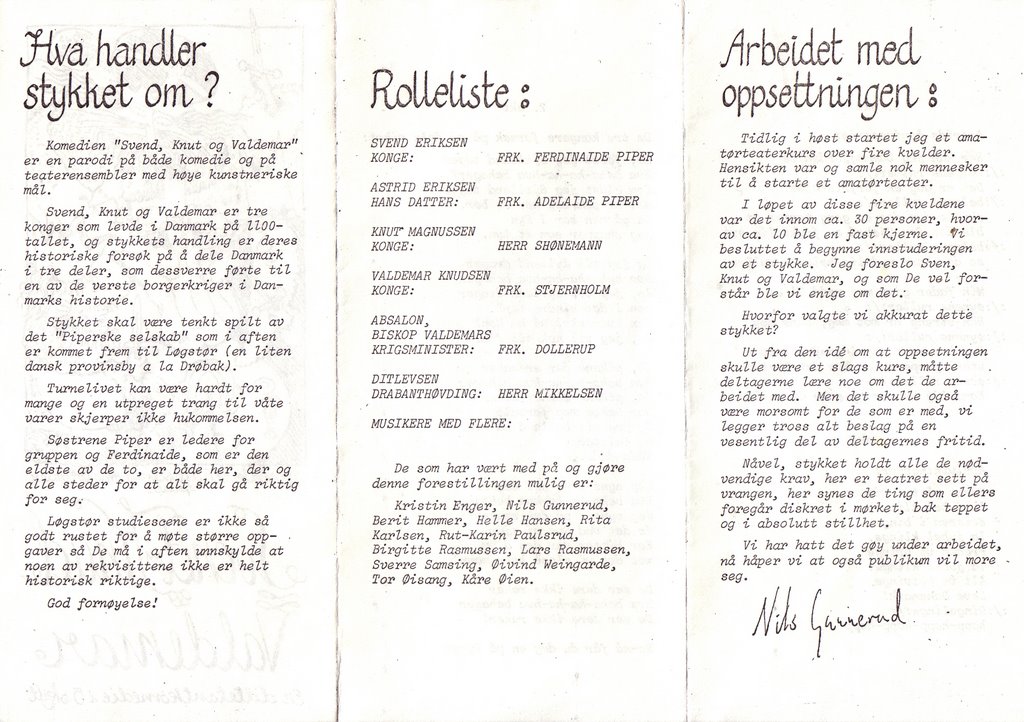 Hva handler
stykket om ?
Komedien "Svend, Knut og Valdemar"
er en parodi på både komedie og på
teaterensembler med høye kunstneriske
mål.
Svend, Knut og Valdemar er tre
konger som levde i Danmark på 1100-
tallet, og stykkets handling er deres
historiske forsøk på å dele Danmark
i tre deler, som dessverre førte til
en av de verste borgerkriger i Dan-
marks historie.
Stykket skal være tenkt spilt av
det "Piperske selskab" som i aften
er kommet frem til Løgstør (en liten
dansk provinsby a la Drøbak).
Turnelivet kan være hardt for
mange og en utpreget trang til våte
varer skjerper ikke hukommelsen.
Søstrene Piper er ledere for
gruppen og Ferdinaide, som er den
eldste av de to, er både her, der og
alle steder for at alt skal gå riktig
for seg.
Løgstør studiescene er ikke så
godt rustet for å møte større opp-
gaver så De må i aften unnskylde at
noen av rekvisittene ikke er helt
historisk riktige.
God fornøyelse!
Rolleliste :
SVEND ERIKSEN
KONGE: FRK. FERDINAIDE PIPER
ASTRID ERIKSEN
HANS DATTER: FRK. ADELAIDE PIPER
KNUT MAGNUSSEN
KONGE: HERR SHØNEMANN
VALDEMAR KNUDSEN
KONGE: FRK. STJERNHOLM
ABSALON,
BISKOP VALDEMARS
KRIGSMINISTER: FRK. DOLLERUP
DITLEVSEN
DRABANTHØVDING: HERR MIKKELSEN
MUSIKERE MED FLERE:
De som har vært med på og gjøre
denne forestillingen mulig er:
Kristin Enger, Nils Gunnerud,
Berit Hammer, Helle Hansen, Rita
Karlsen, Rut-Karin Paulsrud,
Birgitte Rasmussen, Lars Rasmussen,
Sverre Samsing, Øivind Weingarde,
Tor Øisang, Kåre Øien.
Arbeidet med
oppsettningen :
Tidlig i høst startet jeg et ama-
tørteaterkurs over fire kvelder.
Hensikten var og samle nok mennesker
til å starte et amatørteater.
I løpet av disse fire kveldene
var det innom ca. 30 personer, hvor-
av ca. 10 ble en fast kjerne. Vi
besluttet å begynne innstuderingen
av et stykke. Jeg foreslo Sven,
Knut og Valdemar, og som De vel for-
står ble vi enige om det.
Hvorfor valgte vi akkurat dette
stykket?
Ut fra den idé om at oppsetningen
skulle være et slags kurs, måtte
deltagerne lære noe om det de ar-
beidet med. Men det skulle også
være morsomt for de som er med, vi
legger tross alt beslag på en
vesentlig del av deltagernes fritid.
Nåvel, stykket holdt alle de nød-
vendige krav, her er teatret sett på
vrangen, her synes de ting som ellers
foregår diskret i mørket, bak teppet
og i absolutt stillhet.
Vi har hatt det gøy under arbeidet,
nå håper vi at også publikum vil more
seg.
Nils Gunnerud